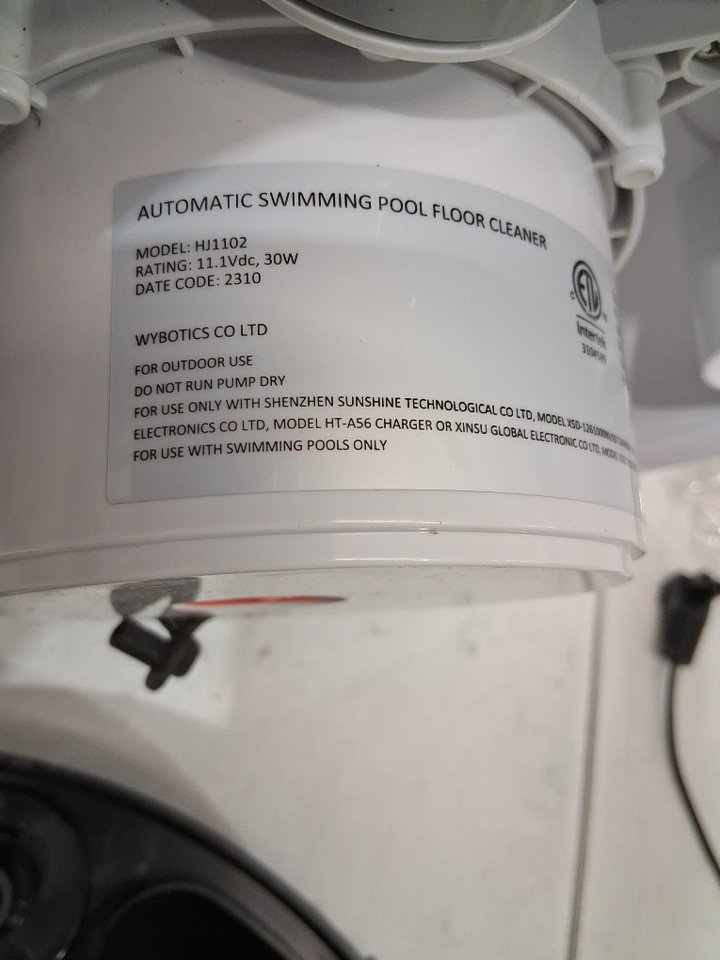 AUTOMATIC SWIMMING POOL FLOOR CLEANER
MODEL: HJ1102
RATING: 11.1Vdc, 30W
DATE CODE: 2310
Intertek
WYBOTICS CO LTD
FOR OUTDOOR USE
DO NOT RUN PUMP DRY
FOR USE ONLY WITH SHENZHEN SUNSHINE TECHNOLOGICAL CO LTD, MODEL
ELECTRONICS CO LTD, MODEL HT-A56 CHARGER OR XINSU GLOBAL ELECTRONIC CO LTD, MODEL
FOR USE WITH SWIMMING POOLS ONLY